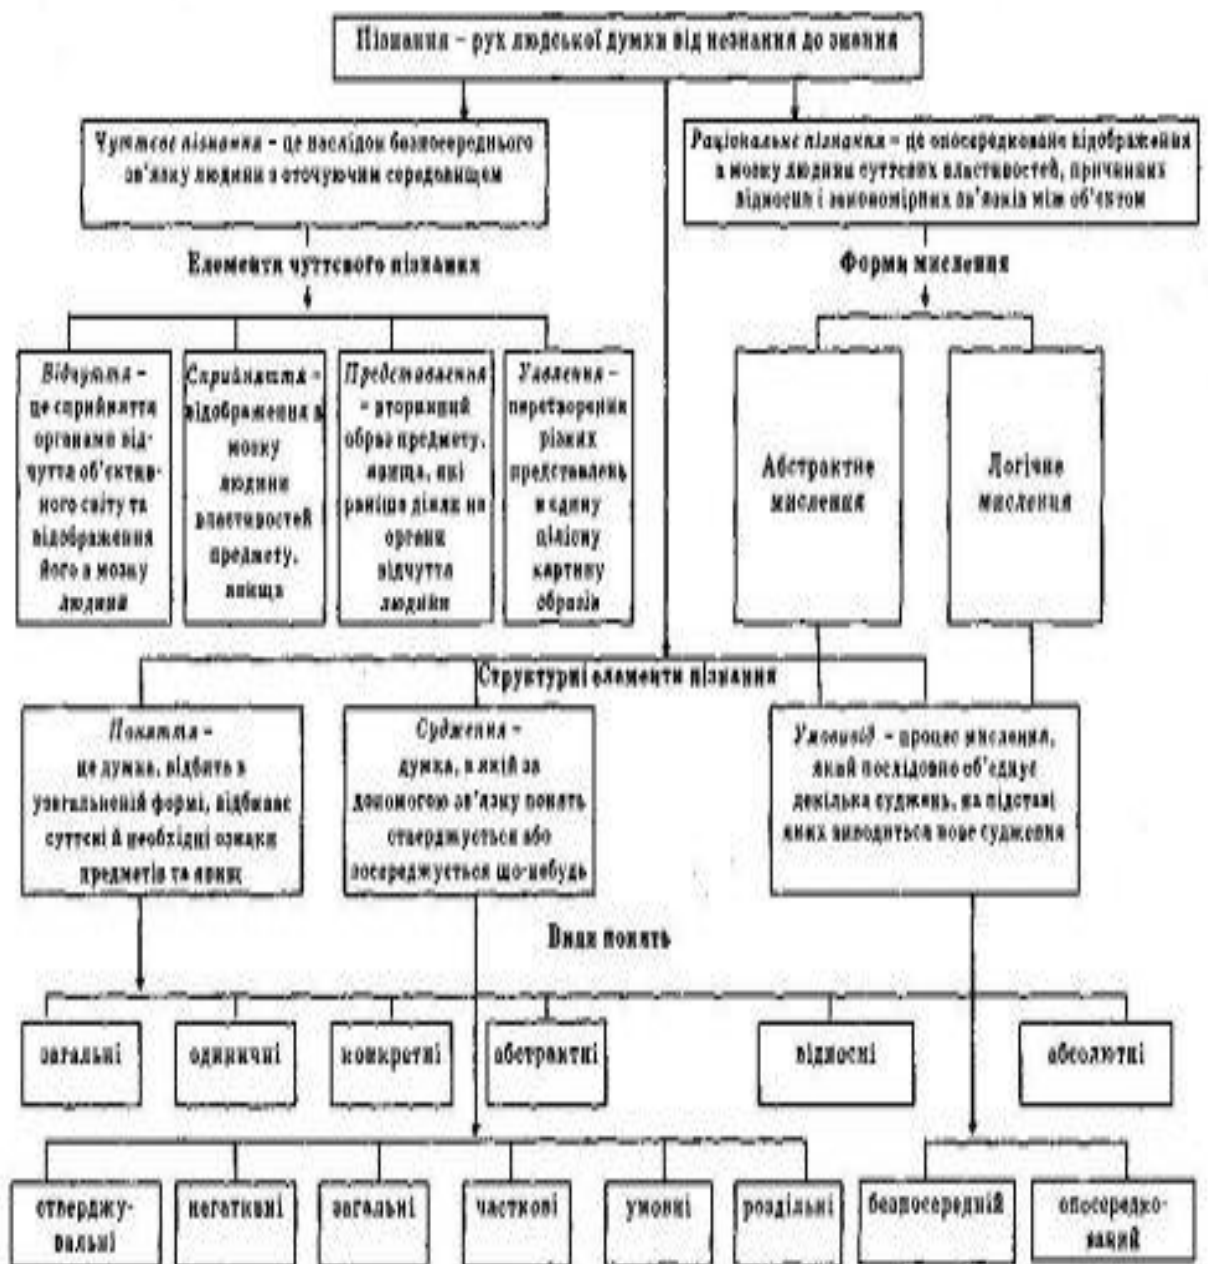 Пізнання – рух людської думки від незнання до знання
Чуттєве пізнання – це наслідок безпосереднього
зв'язку людини з оточуючим середовищем
Раціональне пізнання – це опосередковане відображення
в мозку людини суттєвих властивостей, причинних
відносин і закономірних зв'язків між об'єктом
Елементи чуттєвого пізнання
Форми мислення
Відчуття –
це сприйняття
органами від-
чуття об'єктив-
ного світу та
відображення
його в мозку
людини
Сприйняття –
відображення в
мозку
людини
властивостей
предмету,
явища
Представлення
– вторинний
образ предмету,
явища, які
раніше діяли на
органи
відчуття
людини
Уявлення –
перетворення
різних
представлень
в єдину
цілісну
картину
образів
Абстрактне
мислення
Логічне
мислення
Структурні елементи пізнання
Поняття –
це думка, відбита в
узагальненій формі, відбиває
суттєві й необхідні ознаки
предметів та явищ
Судження –
думка, в якій за
допомогою зв'язку понять
стверджується або
зосереджується що-небудь
Умовивід – процес мислення,
який послідовно об'єднує
декілька суджень, на підставі
яких виводиться нове судження
Види понять
загальні
одиничні
конкретні
абстрактні
відносні
абсолютні
стверджу-
вальні
негативні
загальні
часткові
умовні
роздільні
безпосередній
опосередко-
ваний